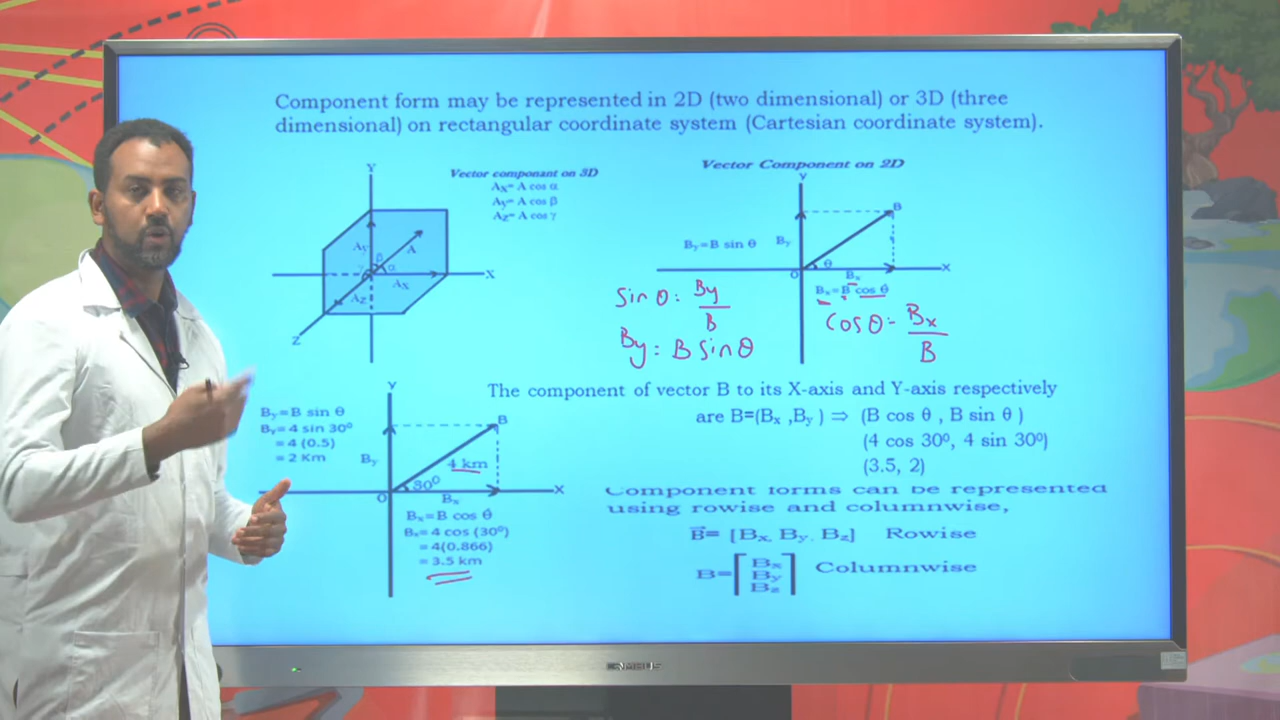 Component form may be represented in 2D (two dimensional) or 3D (three
dimensional) on rectangular coordinate system (Cartesian coordinate system).
Vector componant on 3D
Ax= A cos α
Ay= A cos β
Az= A cos γ
Y
X
Z
Ay
A
β
α
γ
Ax
Az
Vector Component on 2D
y
B
By=B sin θ
By
θ
O
Bx
X
Bx=B cos θ
Sin θ: By/B
By: B Sinθ
Cosθ= Bx/B
By=B sin θ
By=4 sin 30⁰
= 4 (0.5)
= 2 Km
Y
B
4 km
By
30⁰
O
Bx
X
Bx=B cos θ
Bx=4 cos (30⁰)
=4(0.866)
=3.5 km
The component of vector B to its X-axis and Y-axis respectively
are B=(Bx ,By ) ⇒ (B cos θ , B sin θ )
(4 cos 30⁰, 4 sin 30⁰)
(3.5, 2)
Component forms can be represented
using rowise and columnwise,
B⃗= [Bx, By, Bz] Rowise
B=[Bx
By
Bz] Columnwise